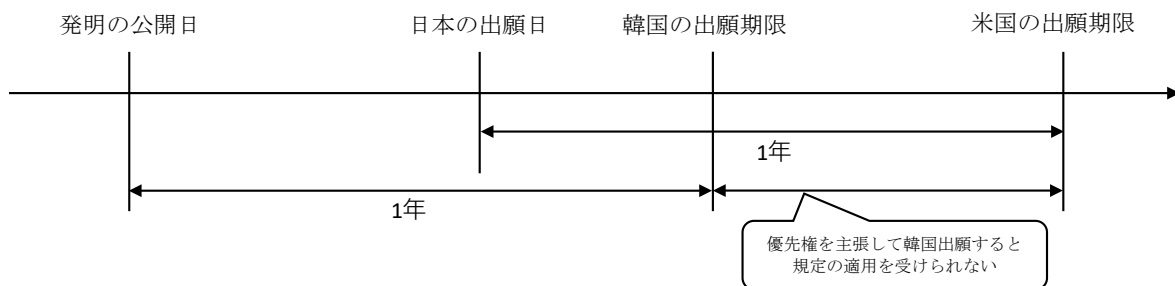 発明の公開日
日本の出願日
韓国の出願期限
米国の出願期限
1年
1年
優先権を主張して韓国出願すると
規定の適用を受けられない